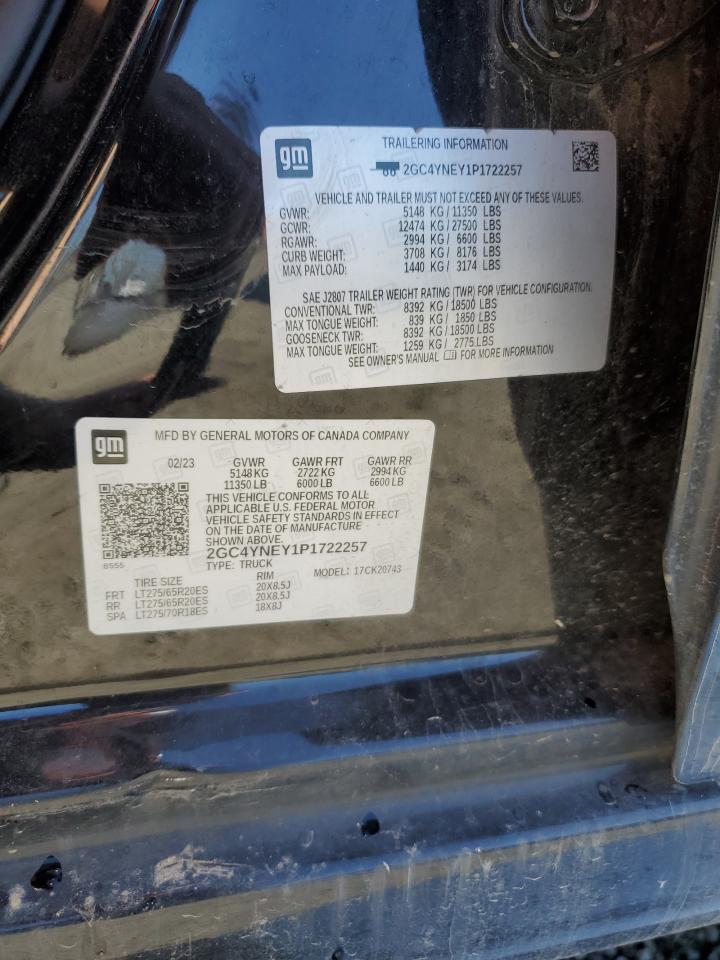 gm
TRAILERING INFORMATION
2GC4YNEY1P1722257
VEHICLE AND TRAILER MUST NOT EXCEED ANY OF THESE VALUES.
GVWR: 5148 KG / 11350 LBS
GCWR: 12474 KG / 27500 LBS
RGAWR: 2994 KG / 6600 LBS
CURB WEIGHT: 3708 KG / 8176 LBS
MAX PAYLOAD: 1440 KG / 3174 LBS
SAE J2807 TRAILER WEIGHT RATING (TWR) FOR VEHICLE CONFIGURATION.
CONVENTIONAL TWR: 8392 KG / 18500 LBS
MAX TONGUE WEIGHT: 839 KG / 1850 LBS
GOOSENECK TWR: 8392 KG / 18500 LBS
MAX TONGUE WEIGHT: 1259 KG / 2775 LBS
SEE OWNER'S MANUAL FOR MORE INFORMATION
gm
MFD BY GENERAL MOTORS OF CANADA COMPANY
02/23 GVWR GAWR FRT GAWR RR
5148 KG 2722 KG 2994 KG
11350 LB 6000 LB 6600 LB
THIS VEHICLE CONFORMS TO ALL
APPLICABLE U.S. FEDERAL MOTOR
VEHICLE SAFETY STANDARDS IN EFFECT
ON THE DATE OF MANUFACTURE
SHOWN ABOVE.
2GC4YNEY1P1722257
8555 TYPE: TRUCK
MODEL: 17CK20743
TIRE SIZE RIM
FRT LT275/65R20ES 20X8.5J
RR LT275/65R20ES 20X8.5J
SPA LT275/70R18ES 18X8J